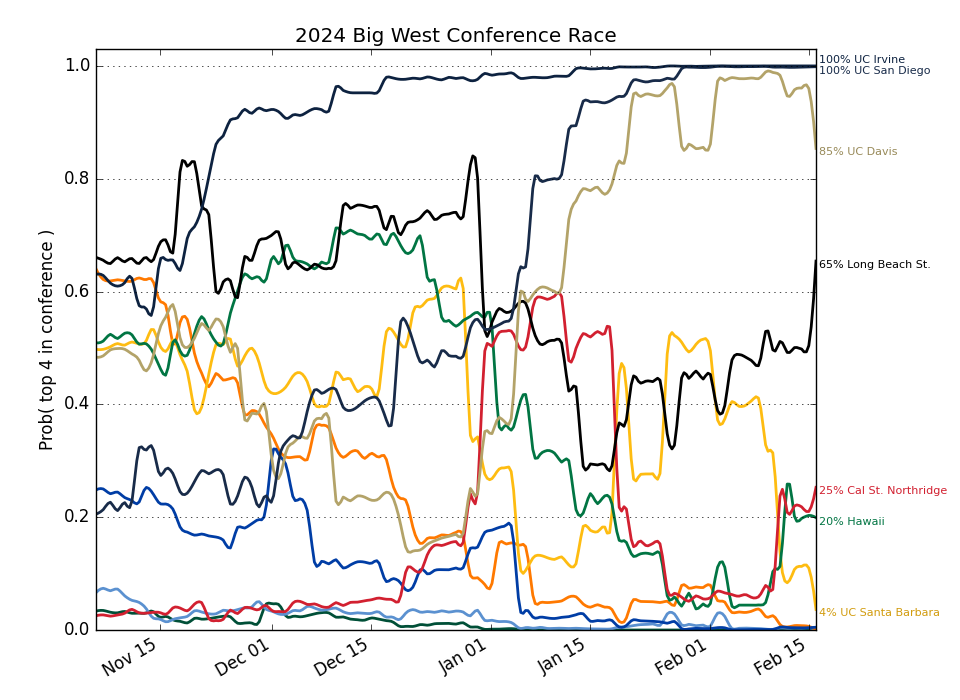 2024 Big West Conference Race
Prob( top 4 in conference )
1.0
0.8
0.6
0.4
0.2
0.0
Nov 15
Dec 01
Dec 15
Jan 01
Jan 15
Feb 01
Feb 15
100% UC Irvine
100% UC San Diego
85% UC Davis
65% Long Beach St.
25% Cal St. Northridge
20% Hawaii
4% UC Santa Barbara